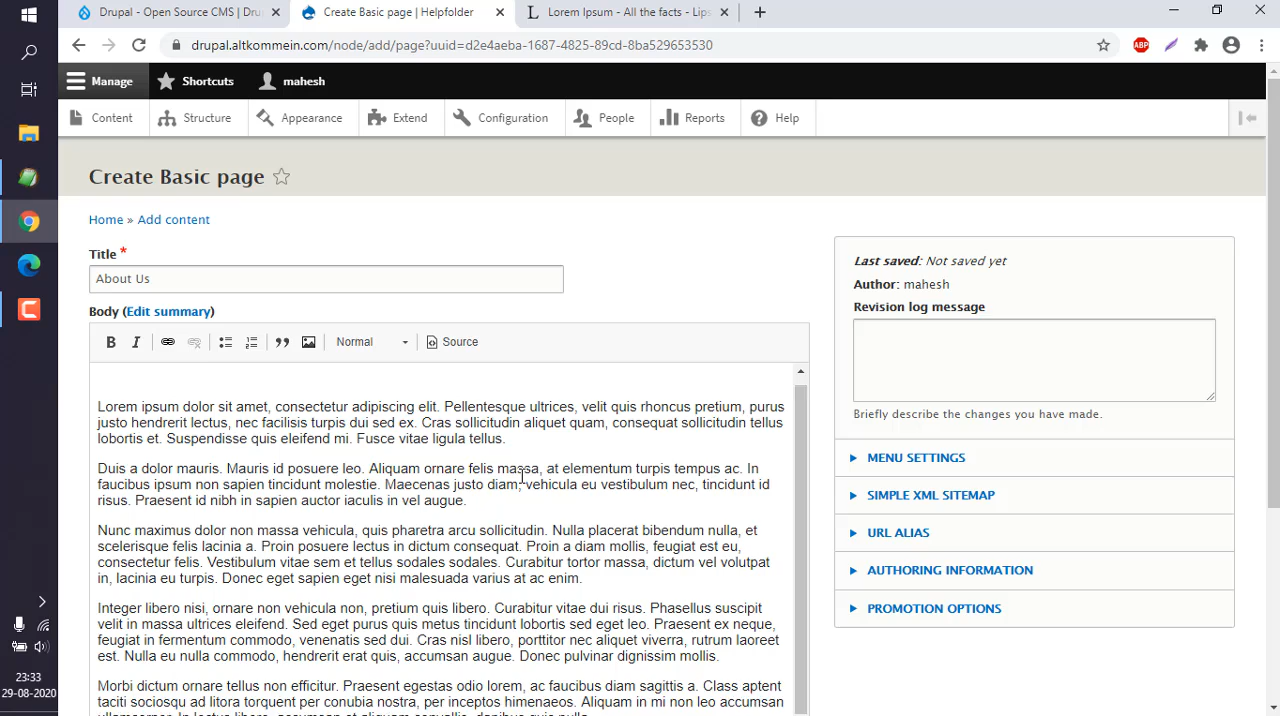 Drupal - Open Source CMS | Dru
Create Basic page | Helpfolder
Lorem Ipsum - All the facts - Lips
drupal.altkommein.com/node/add/page?uuid=d2e4aeba-1687-4825-89cd-8ba529653530
ABP
Manage
Shortcuts
mahesh
Content
Structure
Appearance
Extend
Configuration
People
Reports
Help
Create Basic page
Home » Add content
Title *
About Us
Body (Edit summary)
B I
Normal
Source
Lorem ipsum dolor sit amet, consectetur adipiscing elit. Pellentesque ultrices, velit quis rhoncus pretium, purus
justo hendrerit lectus, nec facilisis turpis dui sed ex. Cras sollicitudin aliquet quam, consequat sollicitudin tellus
lobortis et. Suspendisse quis eleifend mi. Fusce vitae ligula tellus.
Duis a dolor mauris. Mauris id posuere leo. Aliquam ornare felis massa, at elementum turpis tempus ac. In
faucibus ipsum non sapien tincidunt molestie. Maecenas justo diam, vehicula eu vestibulum nec, tincidunt id
risus. Praesent id nibh in sapien auctor iaculis in vel augue.
Nunc maximus dolor non massa vehicula, quis pharetra arcu sollicitudin. Nulla placerat bibendum nulla, et
scelerisque felis lacinia a. Proin posuere lectus in dictum consequat. Proin a diam mollis, feugiat est eu,
consectetur felis. Vestibulum vitae sem et tellus sodales sodales. Curabitur tortor massa, dictum vel volutpat
in, lacinia eu turpis. Donec eget sapien eget nisi malesuada varius at ac enim.
Integer libero nisi, ornare non vehicula non, pretium quis libero. Curabitur vitae dui risus. Phasellus suscipit
velit in massa ultrices eleifend. Sed eget purus quis metus tincidunt lobortis sed eget leo. Praesent ex neque,
feugiat in fermentum commodo, venenatis sed dui. Cras nisl libero, porttitor nec aliquet viverra, rutrum laoreet
est. Nulla eu nulla commodo, hendrerit erat quis, accumsan augue. Donec pulvinar dignissim mollis.
Morbi dictum ornare tellus non efficitur. Praesent egestas odio lorem, ac faucibus diam sagittis a. Class aptent
taciti sociosqu ad litora torquent per conubia nostra, per inceptos himenaeos. Aliquam in mi non leo accumsan
Last saved: Not saved yet
Author: mahesh
Revision log message
Briefly describe the changes you have made.
MENU SETTINGS
SIMPLE XML SITEMAP
URL ALIAS
AUTHORING INFORMATION
PROMOTION OPTIONS
23:33
29-08-2020